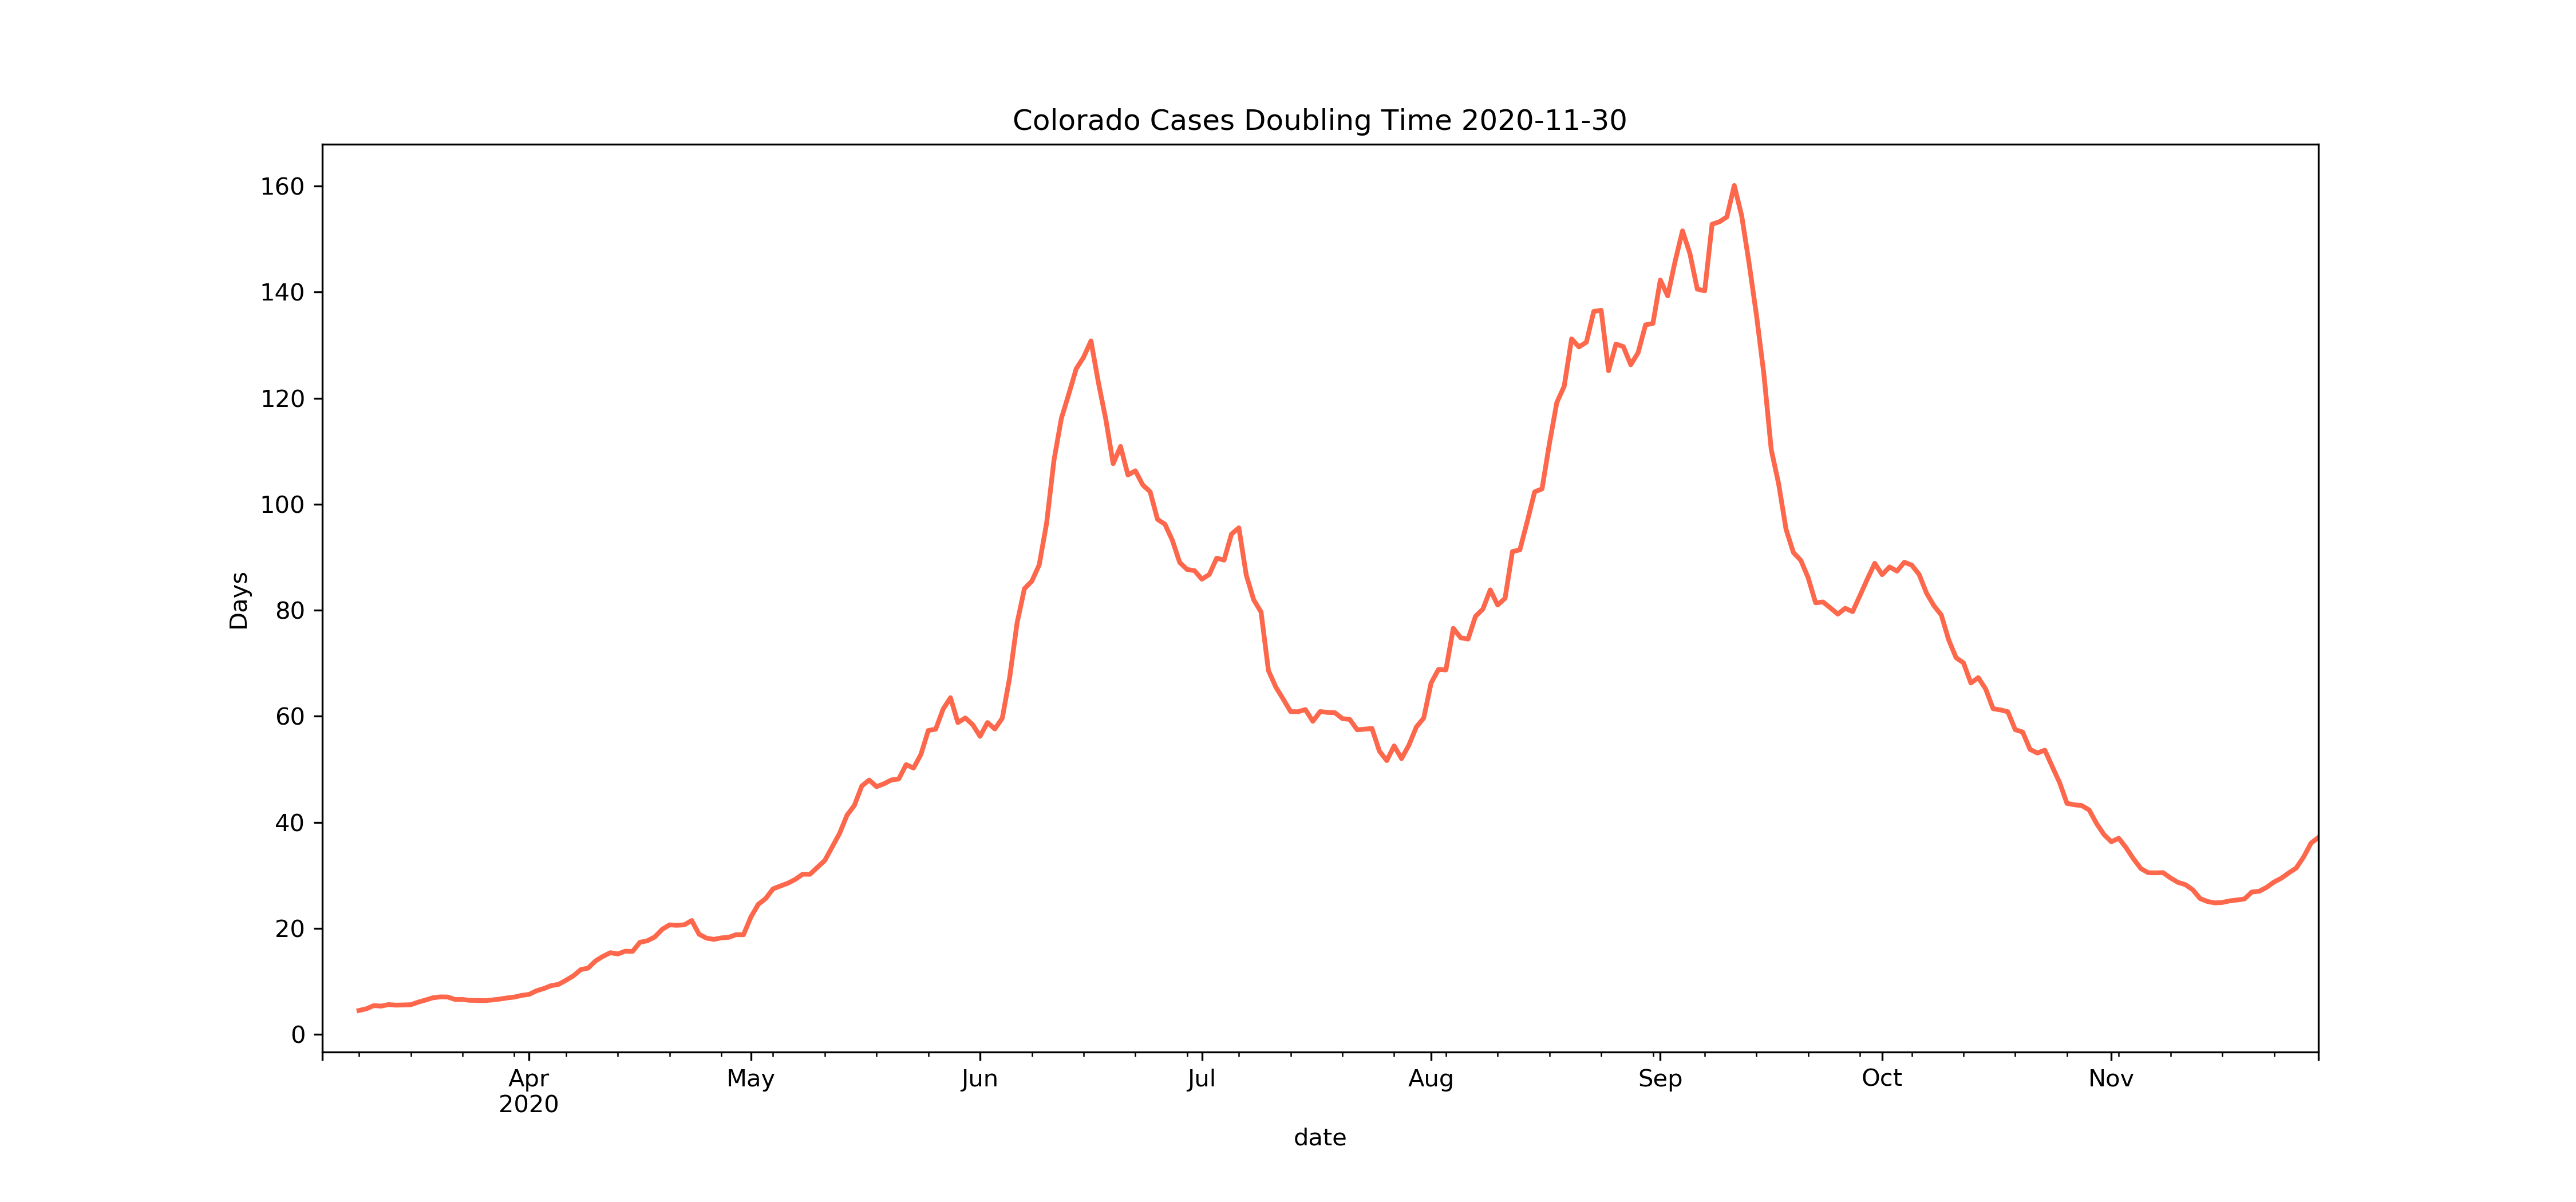 Colorado Cases Doubling Time 2020-11-30
160
140
120
100
80
60
40
20
0
Days
Apr May Jun Jul Aug Sep Oct Nov
2020
date